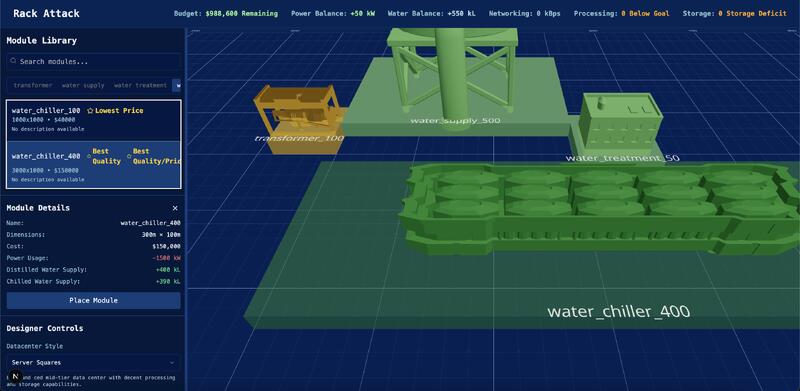 Rack Attack
Budget: $988,600 Remaining Power Balance: +50 kW Water Balance: +550 kL Networking: 0 kBps Processing: 0 Below Goal Storage: 0 Storage Deficit
Module Library
Search modules...
transformer water supply water treatment w
water_chiller_100 Lowest Price
1000x1000 • $40000
No description available
water_chiller_400 Best Quality Best Quality/Pric
3000x1000 • $150000
No description available
Module Details
Name: water_chiller_400
Dimensions: 300m × 100m
Cost: $150,000
Power Usage: -1500 kW
Distilled Water Supply: +400 kL
Chilled Water Supply: +390 kL
Place Module
Designer Controls
Datacenter Style
Server Squares
N
nd ced mid-tier data center with decent processing
storage capabilities.
transformer_100
water_supply_500
water_treatment_50
water_chiller_400